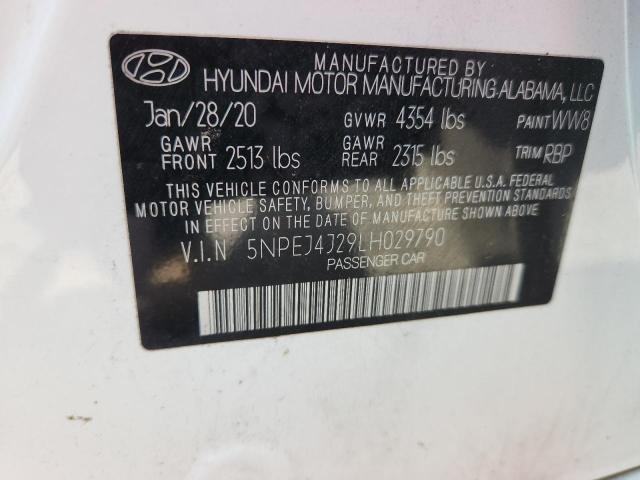 MANUFACTURED BY
HYUNDAI MOTOR MANUFACTURING ALABAMA, LLC
Jan/28/20 GVWR 4354 lbs PAINT WW8
GAWR FRONT 2513 lbs GAWR REAR 2315 lbs TRIM RBP
THIS VEHICLE CONFORMS TO ALL APPLICABLE U.S.A. FEDERAL
MOTOR VEHICLE SAFETY, BUMPER, AND THEFT PREVENTION STANDARDS
IN EFFECT ON THE DATE OF MANUFACTURE SHOWN ABOVE.
V.I.N 5NPEJ4J29LH029790
PASSENGER CAR